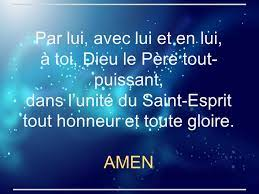 Par lui, avec lui et en lui,
à toi, Dieu le Père tout-
puissant,
dans l'unité du Saint-Esprit
tout honneur et toute gloire.
AMEN